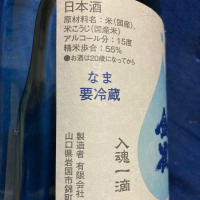 日本酒
原材料名：米(国産)、
米こうじ(国産米)
アルコール分：15度
精米歩合：55%
●お酒は20歳になってから
なま
要冷蔵
入魂一滴
製造者 有限会社
山口県岩国市錦町